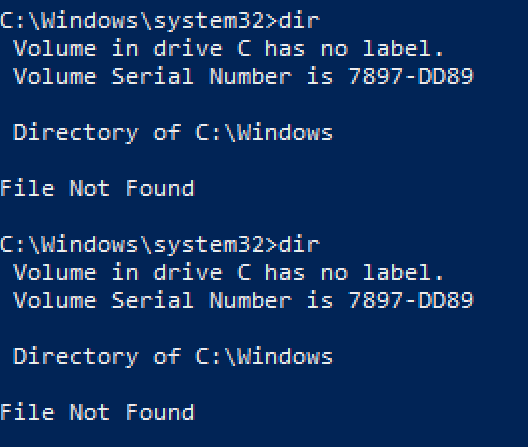 C:\Windows\system32>dir
Volume in drive C has no label.
Volume Serial Number is 7897-DD89
Directory of C:\Windows
File Not Found
C:\Windows\system32>dir
Volume in drive C has no label.
Volume Serial Number is 7897-DD89
Directory of C:\Windows
File Not Found